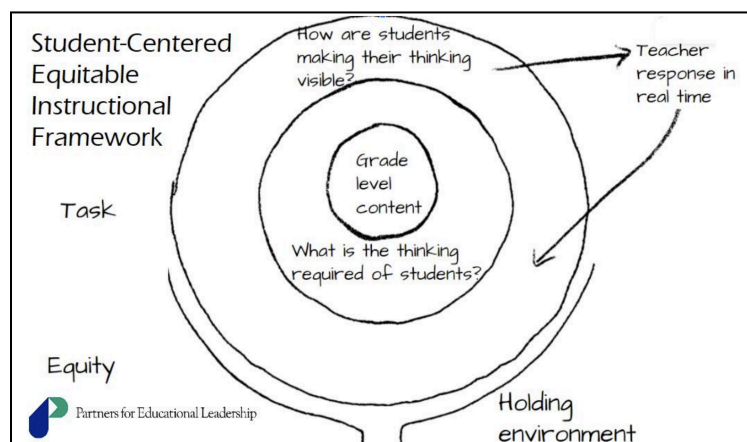 Student-Centered
Equitable
Instructional
Framework
How are students
making their thinking
visible?
Teacher
response in
real time
Grade
level
content
Task
What is the thinking
required of students?
Equity
Partners for Educational Leadership
Holding
environment